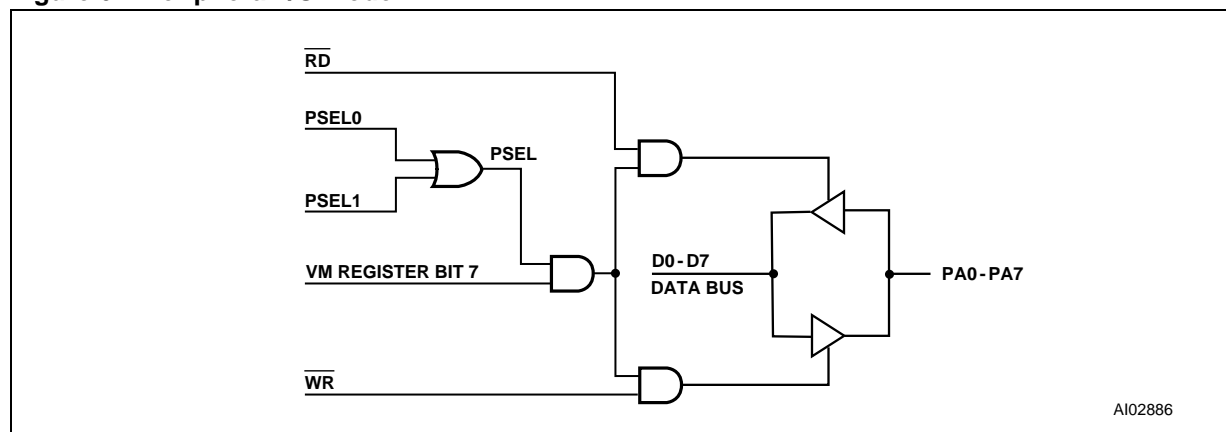 RD
PSEL0
PSEL
PSEL1
VM REGISTER BIT 7
D0-D7
DATA BUS
PA0-PA7
WR
AI02886